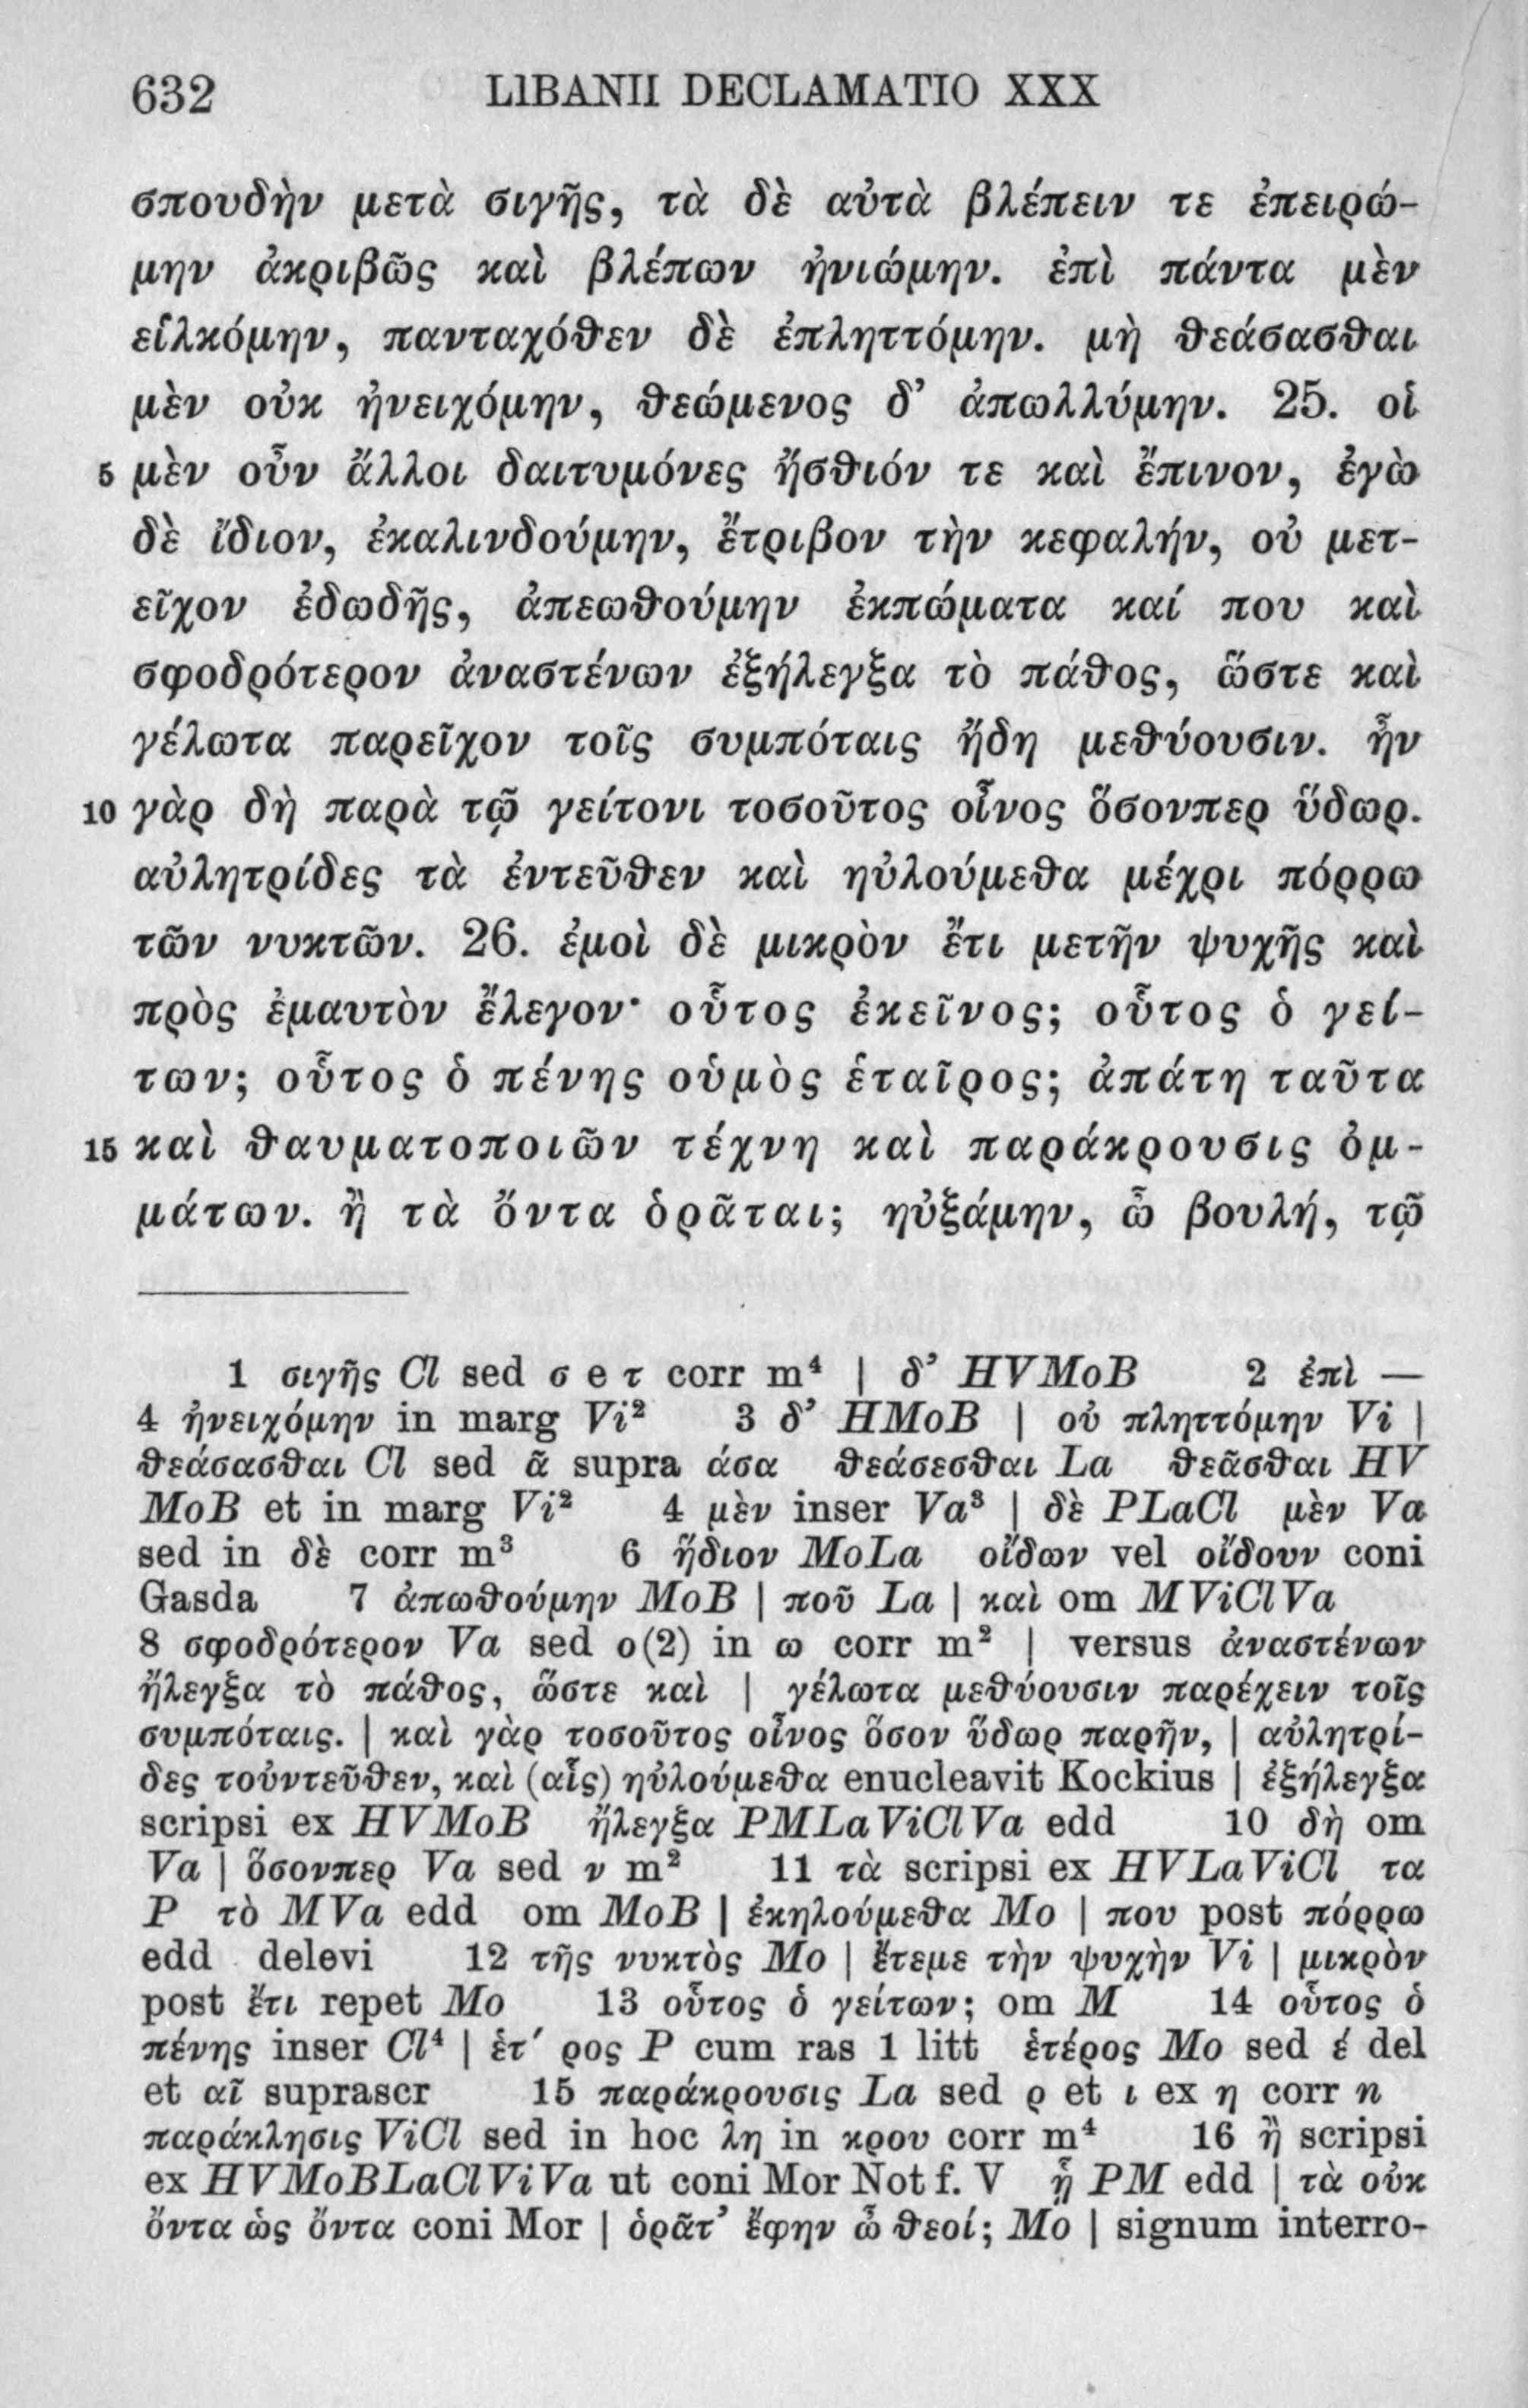 632 LIBANII DECLAMATIO XXX
σπουδὴν μετὰ σιγῆς, τὰ δὲ αὐτὰ βλέπειν τε ἐπειρώ-
μην ἀκριβῶς καὶ βλέπων ἠνιώμην. ἐπὶ πάντα μὲν
εἱλκόμην, πανταχόθεν δὲ ἐπληττόμην. μὴ θεάσασθαι
μὲν οὐκ ἠνειχόμην, θεώμενος δ’ ἀπωλλύμην. 25. οἱ
5 μὲν οὖν ἄλλοι δαιτυμόνες ἤσθιόν τε καὶ ἔπινον, ἐγὼ
δὲ ἴδιον, ἐκαλινδούμην, ἔτριβον τὴν κεφαλήν, οὐ μετ-
εῖχον ἐδωδῆς, ἀπεωθούμην ἐκπώματα καί που καὶ
σφοδρότερον ἀναστένων ἐξήλεγξα τὸ πάθος, ὥστε καὶ
γέλωτα παρεῖχον τοῖς συμπόταις ἤδη μεθύουσιν. ἦν
10 γὰρ δὴ παρὰ τῷ γείτονι τοσοῦτος οἶνος ὅσονπερ ὕδωρ.
αὐλητρίδες τὰ ἐντεῦθεν καὶ ηὐλούμεθα μέχρι πόρρω
τῶν νυκτῶν. 26. ἐμοὶ δὲ μικρὸν ἔτι μετῆν ψυχῆς καὶ
πρὸς ἐμαυτὸν ἔλεγον· οὗτος ἐκεῖνος; οὗτος ὁ γεί-
των; οὗτος ὁ πένης οὑμὸς ἑταῖρος; ἀπάτη ταῦτα
15 καὶ θαυματοποιῶν τέχνη καὶ παράκρουσις ὀμ-
μάτων. ἢ τὰ ὄντα ὁρᾶται; ηὐξάμην, ὦ βουλή, τῷ
1 σιγῆς Cl sed σ e τ corr m⁴ | δ’ HVMoB 2 ἐπὶ —
4 ἠνειχόμην in marg Vi² 3 δ’ HMoB | οὐ πληττόμην Vi |
θεάσασθαι Cl sed ᾶ supra άσα θεάσεσθαι La θεᾶσθαι HV
MoB et in marg Vi² 4 μὲν inser Va³ | δὲ PLaCl μὲν Va
sed in δὲ corr m³ 6 ἥδιον MoLa οἴδων vel οἴδουν coni
Gasda 7 ἀπωθούμην MoB | ποῦ La | καὶ om MViClVa
8 σφοδρότερον Va sed ο(2) in ω corr m² | versus ἀναστένων
ἤλεγξα τὸ πάθος, ὥστε καὶ | γέλωτα μεθύουσιν παρέχειν τοῖς
συμπόταις. | καὶ γὰρ τοσοῦτος οἶνος ὅσον ὕδωρ παρῆν, | αὐλητρί-
δες τοὐντεῦθεν, καὶ (αἷς) ηὐλούμεθα enucleavit Kockius | ἐξήλεγξα
scripsi ex HVMoB ἤλεγξα PMLaViClVa edd 10 δὴ om
Va | ὅσονπερ Va sed ν m² 11 τὰ scripsi ex HVLaViCl τα
P τὸ MVa edd om MoB | ἐκηλούμεθα Mo | που post πόρρω
edd delevi 12 τῆς νυκτὸς Mo | ἔτεμε τὴν ψυχὴν Vi | μικρὸν
post ἔτι repet Mo 13 οὗτος ὁ γείτων; om M 14 οὗτος ὁ
πένης inser Cl⁴ | ἑτ´ ρος P cum ras 1 litt ἑτέρος Mo sed έ del
et αῖ suprascr 15 παράκρουσις La sed ρ et ι ex η corr n
παράκλησις ViCl sed in hoc λη in κρου corr m⁴ 16 ἢ scripsi
ex HVMoBLaClViVa ut coni Mor Not f. V ᾗ PM edd | τὰ οὐκ
ὄντα ὡς ὄντα coni Mor | ὁρᾶτ’ ἔφην ὦ θεοί; Mo | signum interro-